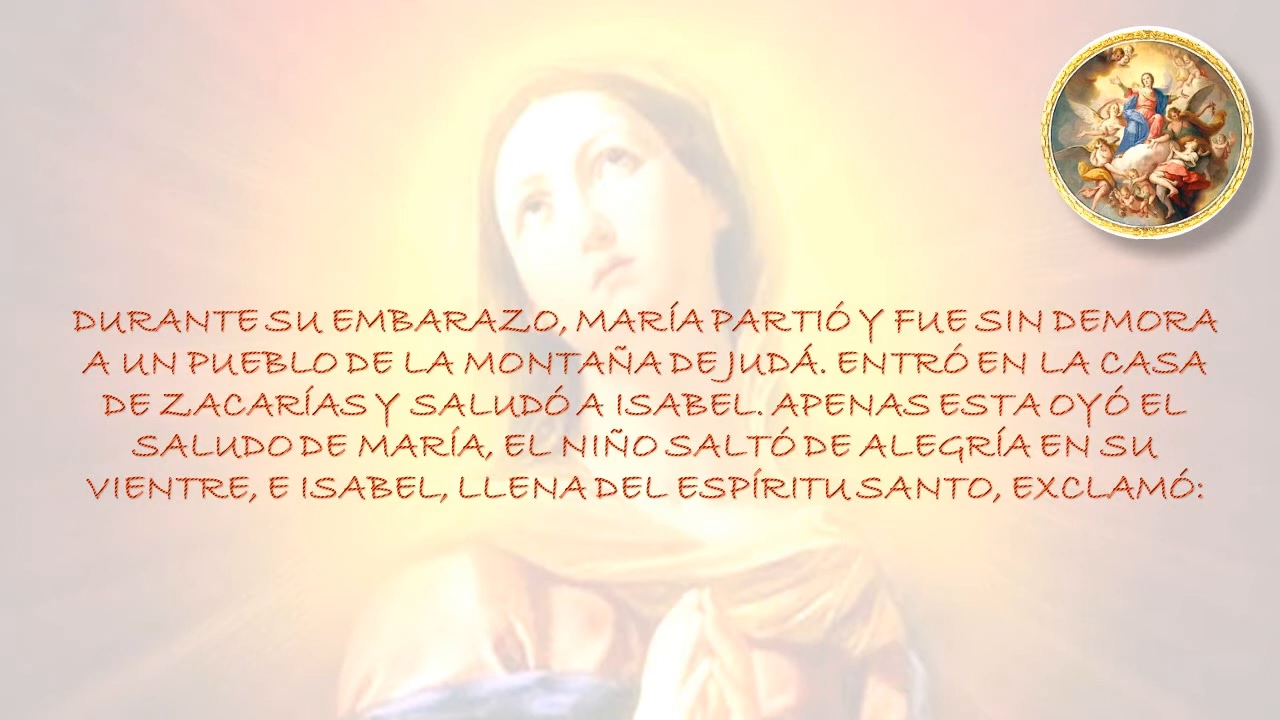 DURANTE SU EMBARAZO, MARÍA PARTIÓ Y FUE SIN DEMORA
A UN PUEBLO DE LA MONTAÑA DE JUDÁ. ENTRÓ EN LA CASA
DE ZACARÍAS Y SALUDÓ A ISABEL. APENAS ESTA OYÓ EL
SALUDO DE MARÍA, EL NIÑO SALTÓ DE ALEGRÍA EN SU
VIENTRE, E ISABEL, LLENA DEL ESPÍRITU SANTO, EXCLAMÓ: